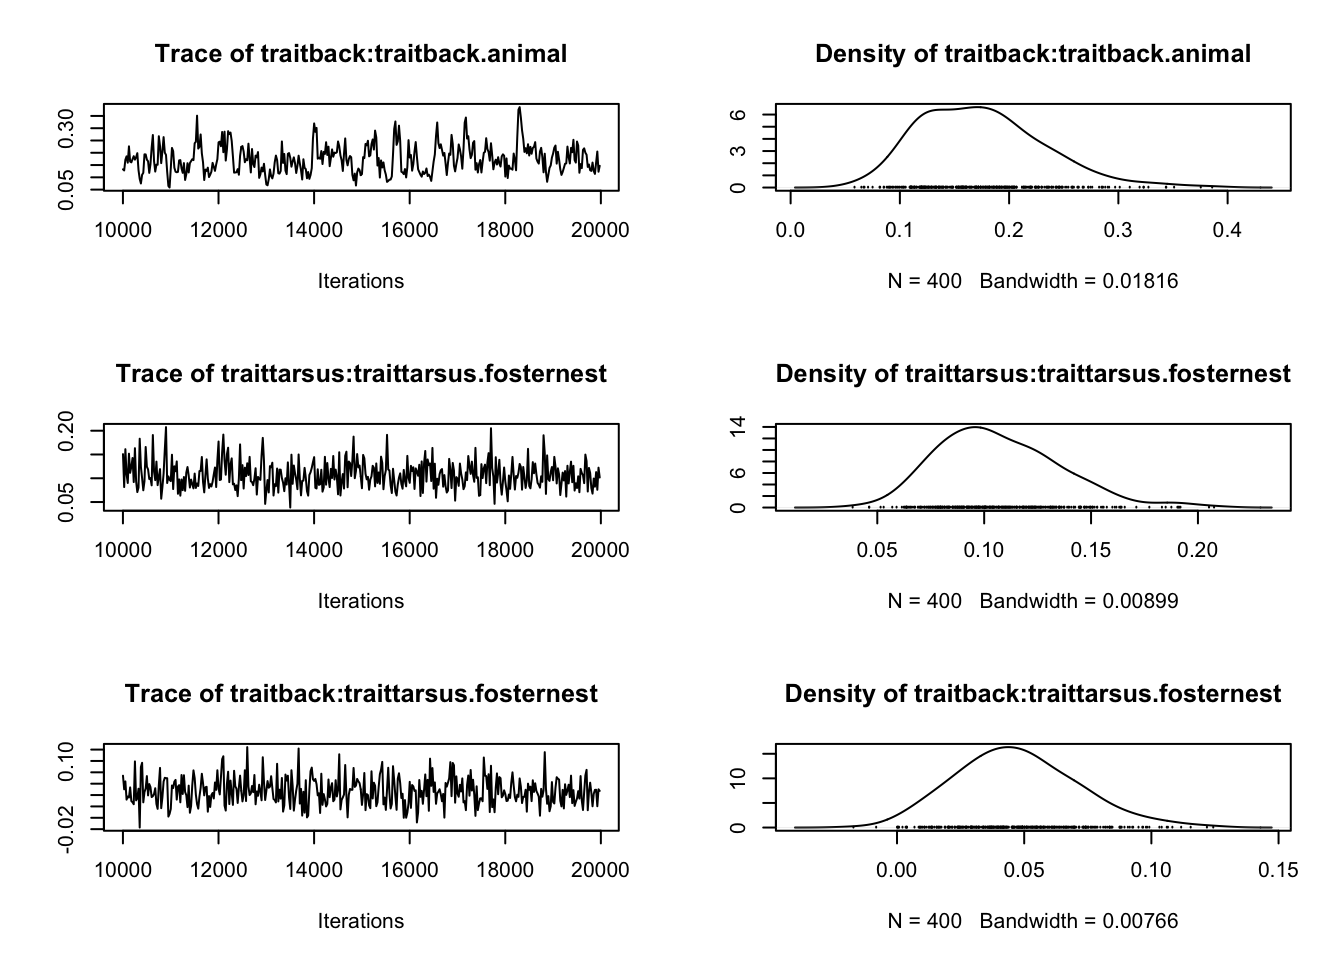 Trace of traitback:traitback.animal
0.05 0.30
10000 12000 14000 16000 18000 20000
Iterations
Density of traitback:traitback.animal
0 3 6
0.0 0.1 0.2 0.3 0.4
N = 400 Bandwidth = 0.01816
Trace of traittarsus:traittarsus.fosternest
0.05 0.20
10000 12000 14000 16000 18000 20000
Iterations
Density of traittarsus:traittarsus.fosternest
0 6 14
0.05 0.10 0.15 0.20
N = 400 Bandwidth = 0.00899
Trace of traitback:traittarsus.fosternest
-0.02 0.10
10000 12000 14000 16000 18000 20000
Iterations
Density of traitback:traittarsus.fosternest
0 10
0.00 0.05 0.10 0.15
N = 400 Bandwidth = 0.00766